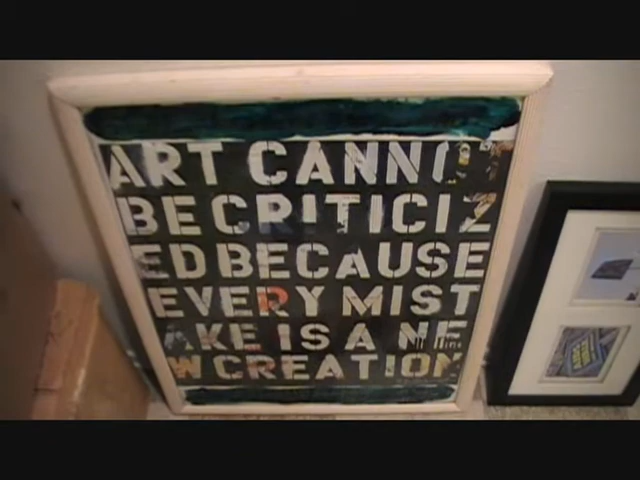 ART CANNO
BE CRITICIZ
ED BECAUSE
EVERY MIST
AKE IS A NE
W CREATION